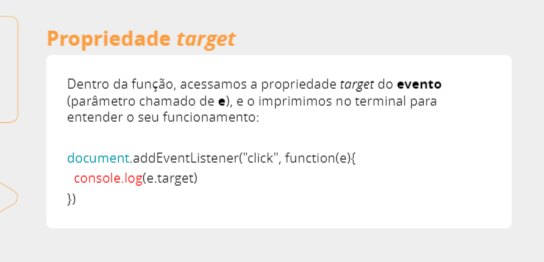 Propriedade target
Dentro da função, acessamos a propriedade target do evento
(parâmetro chamado de e), e o imprimimos no terminal para
entender o seu funcionamento:
document.addEventListener("click", function(e){
console.log(e.target)
})